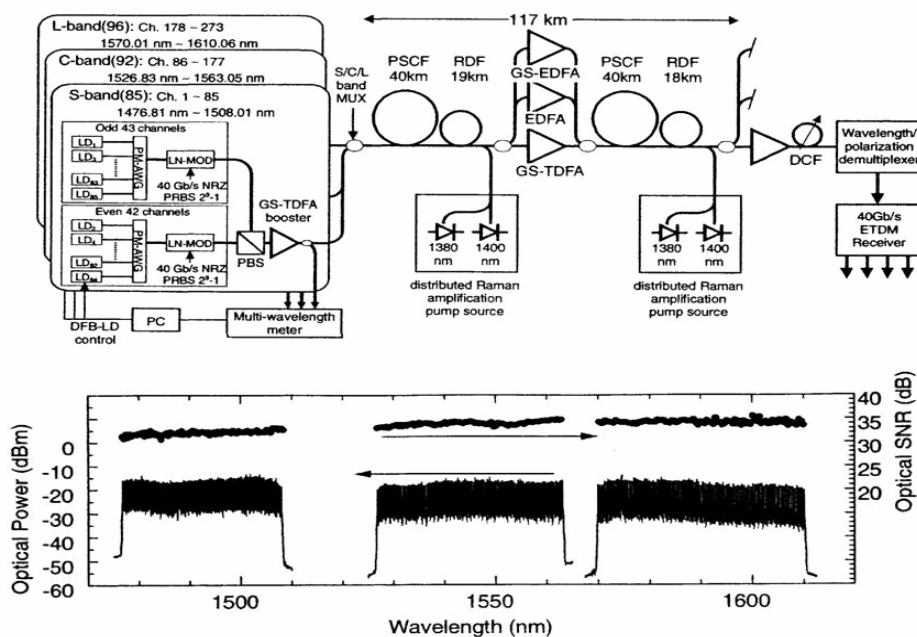 L-band(96): Ch. 178 ~ 273
1570.01 nm ~ 1610.06 nm
C-band(92): Ch. 86 ~ 177
1526.83 nm ~ 1563.05 nm
S-band(85): Ch. 1 ~ 85
1476.81 nm ~ 1508.01 nm
Odd 43 channels
LD1
LD3
LD83
LD85
PM-AWG
LN-MOD
40 Gb/s NRZ
PRBS 2⁹-1
Even 42 channels
LD2
LD4
LD82
LD84
PM-AWG
LN-MOD
40 Gb/s NRZ
PRBS 2⁹-1
PBS
GS-TDFA
booster
DFB-LD
control
PC
Multi-wavelength
meter
S/C/L
band
MUX
117 km
PSCF
40km
RDF
19km
GS-EDFA
EDFA
GS-TDFA
PSCF
40km
RDF
18km
1380
nm
1400
nm
distributed Raman
amplification
pump source
1380
nm
1400
nm
distributed Raman
amplification
pump source
DCF
Wavelength/
polarization
demultiplexer
40Gb/s
ETDM
Receiver
Optical Power (dBm)
0
-10
-20
-30
-40
-50
-60
1500
1550
1600
Wavelength (nm)
40
35
30
25
20
Optical SNR (dB)